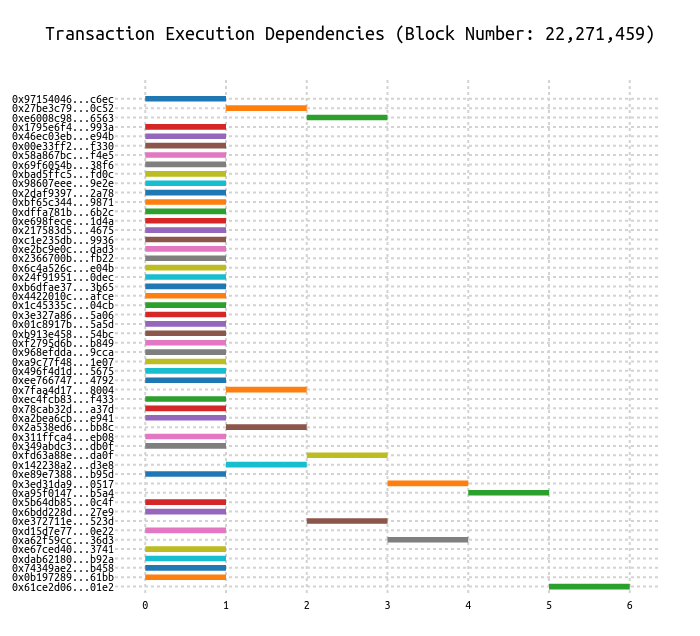 Transaction Execution Dependencies (Block Number: 22,271,459)
0x97154046...c6ec
0x27be3c79...0c52
0xe6008c98...6563
0x1795e6f4...993a
0x46ec03eb...e94b
0x00e33ff2...f330
0x58a867bc...f4e5
0x69f6054b...38f6
0xbad5ffc5...fd0c
0x98607eee...9e2e
0x2daf9397...2a78
0xbf65c344...9871
0xdffa781b...6b2c
0xe698fece...1d4a
0x217583d5...4675
0xc1e235db...9936
0xe2bc9e0c...dad3
0x2366700b...fb22
0x6c4a526c...e04b
0x24f91951...0dec
0xb6dfae37...3b65
0x4422010c...afce
0x1c45335c...04cb
0x3e327a86...5a06
0x01c8917b...5a5d
0xb913e458...54bc
0xf2795d6b...b849
0x968efdda...9cca
0xa9c77f48...1e07
0x496f4d1d...5675
0xee766747...4792
0x7faa4d17...8004
0xec4fcb83...f433
0x78cab32d...a37d
0xa2bea6cb...e941
0x2a538ed6...bb8c
0x311ffca4...eb08
0x349abdc3...db0f
0xfd63a88e...da0f
0x142238a2...d3e8
0xe89e7388...b95d
0x3ed31da9...0517
0xa95f0147...b5a4
0x5b64db85...0c4f
0x6bdd228d...27e9
0xe372711e...523d
0xd15d7e77...0e22
0xa62f59cc...36d3
0xe67ced40...3741
0xdab62180...b92a
0x74349ae2...b458
0x0b197289...61bb
0x61ce2d06...01e2
0 1 2 3 4 5 6